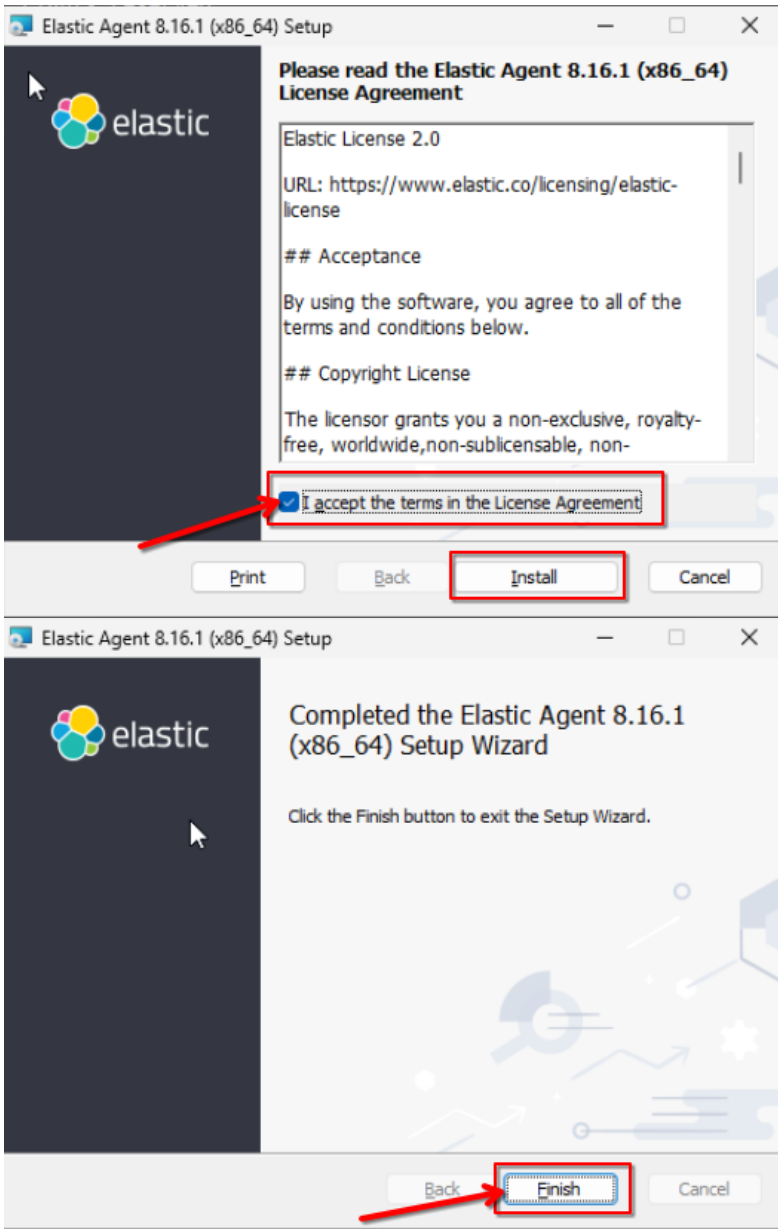 Elastic Agent 8.16.1 (x86_64) Setup
elastic
Please read the Elastic Agent 8.16.1 (x86_64)
License Agreement
Elastic License 2.0
URL: https://www.elastic.co/licensing/elastic-
license
## Acceptance
By using the software, you agree to all of the
terms and conditions below.
## Copyright License
The licensor grants you a non-exclusive, royalty-
free, worldwide,non-sublicensable, non-
I accept the terms in the License Agreement
Print Back Install Cancel
Elastic Agent 8.16.1 (x86_64) Setup
elastic
Completed the Elastic Agent 8.16.1
(x86_64) Setup Wizard
Click the Finish button to exit the Setup Wizard.
Back Finish Cancel